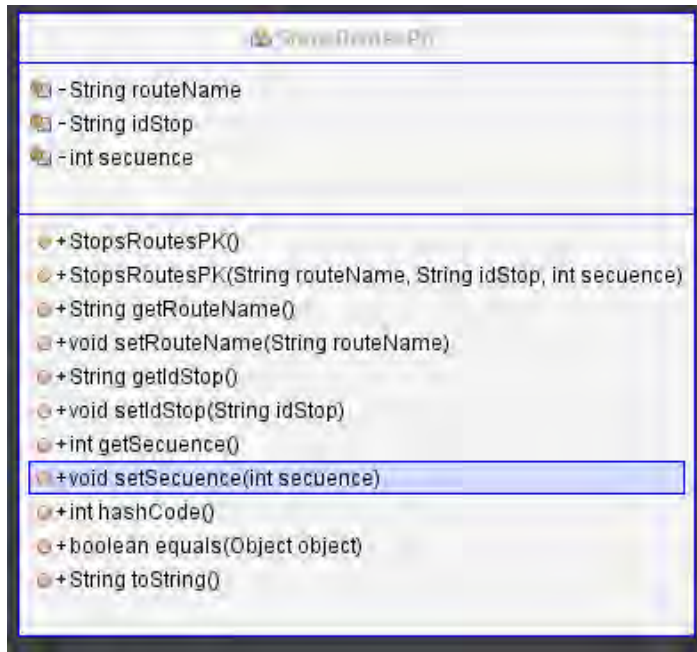 StopsRoutesPK
-String routeName
-String idStop
-int secuence
+StopsRoutesPK()
+StopsRoutesPK(String routeName, String idStop, int secuence)
+String getRouteName()
+void setRouteName(String routeName)
+String getIdStop()
+void setIdStop(String idStop)
+int getSecuence()
+void setSecuence(int secuence)
+int hashCode()
+boolean equals(Object object)
+String toString()